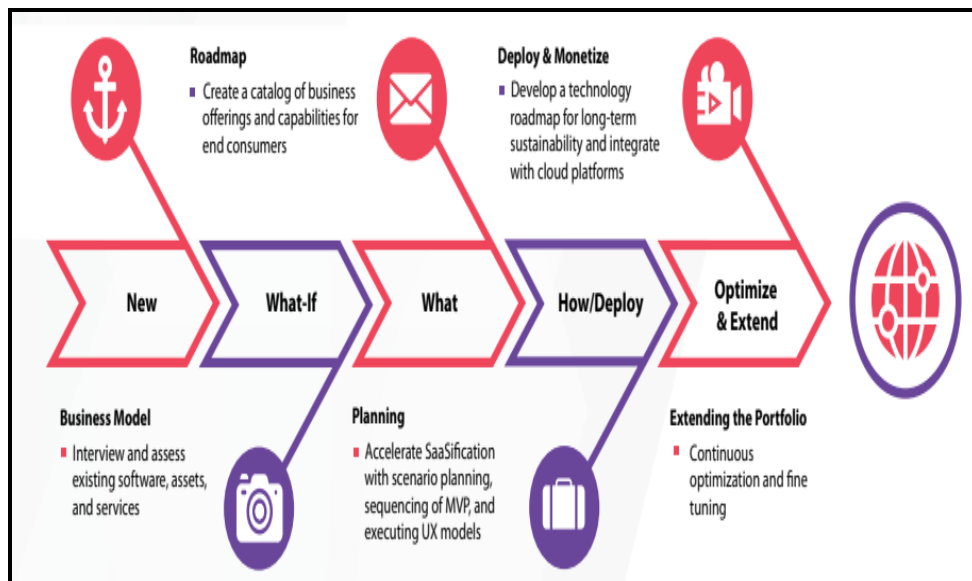 Roadmap
Create a catalog of business
offerings and capabilities for
end consumers
Deploy & Monetize
Develop a technology
roadmap for long-term
sustainability and integrate
with cloud platforms
New
What-If
What
How/Deploy
Optimize
& Extend
Business Model
Interview and assess
existing software, assets,
and services
Planning
Accelerate SaaSification
with scenario planning,
sequencing of MVP, and
executing UX models
Extending the Portfolio
Continuous
optimization and fine
tuning